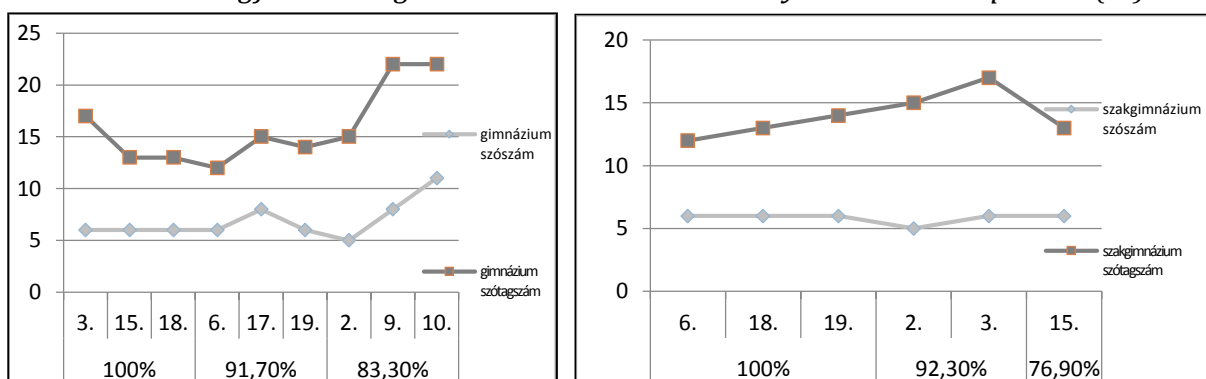 25
20
15
10
5
0
3. 15. 18. 6. 17. 19. 2. 9. 10.
100% 91,70% 83,30%
gimnázium
szószám
gimnázium
szótagszám
20
15
10
5
0
6. 18. 19. 2. 3. 15.
100% 92,30% 76,90%
szakgimnázium
szószám
szakgimnázium
szótagszám